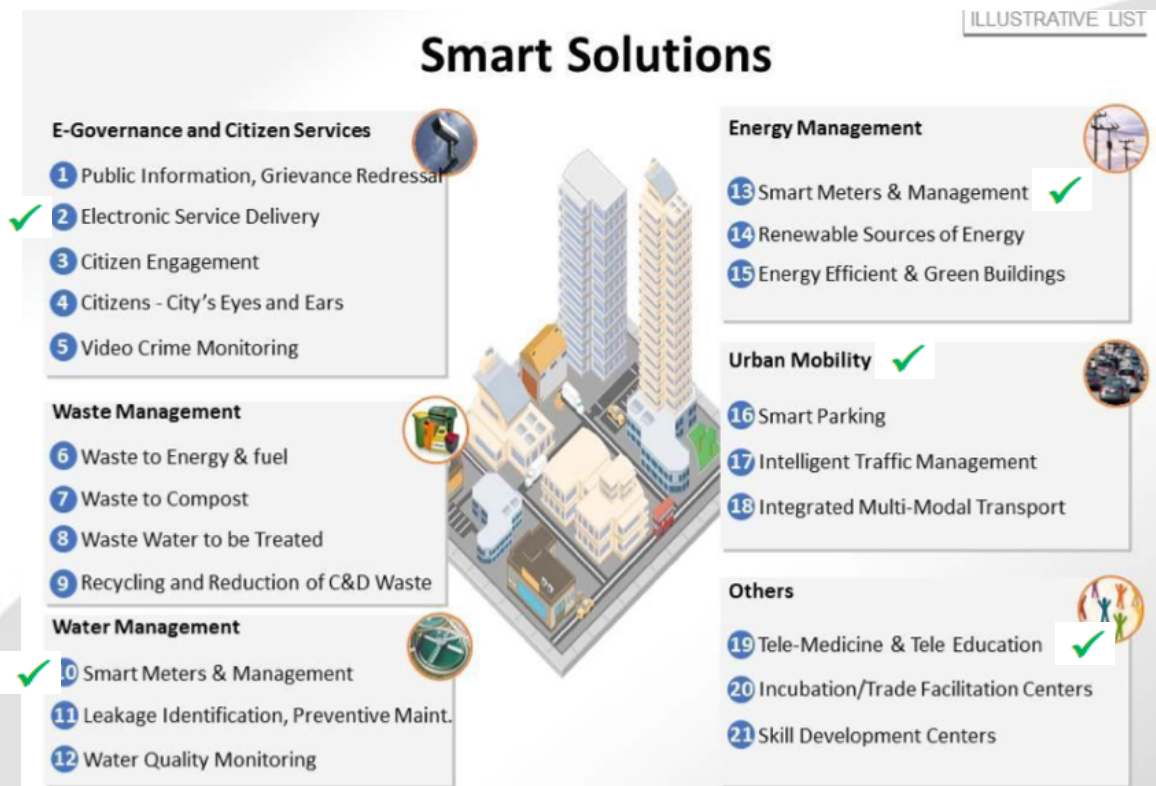 ILLUSTRATIVE LIST
Smart Solutions
E-Governance and Citizen Services
1 Public Information, Grievance Redressal
2 Electronic Service Delivery
3 Citizen Engagement
4 Citizens - City's Eyes and Ears
5 Video Crime Monitoring
Waste Management
6 Waste to Energy & fuel
7 Waste to Compost
8 Waste Water to be Treated
9 Recycling and Reduction of C&D Waste
Water Management
10 Smart Meters & Management
11 Leakage Identification, Preventive Maint.
12 Water Quality Monitoring
Energy Management
13 Smart Meters & Management
14 Renewable Sources of Energy
15 Energy Efficient & Green Buildings
Urban Mobility
16 Smart Parking
17 Intelligent Traffic Management
18 Integrated Multi-Modal Transport
Others
19 Tele-Medicine & Tele Education
20 Incubation/Trade Facilitation Centers
21 Skill Development Centers